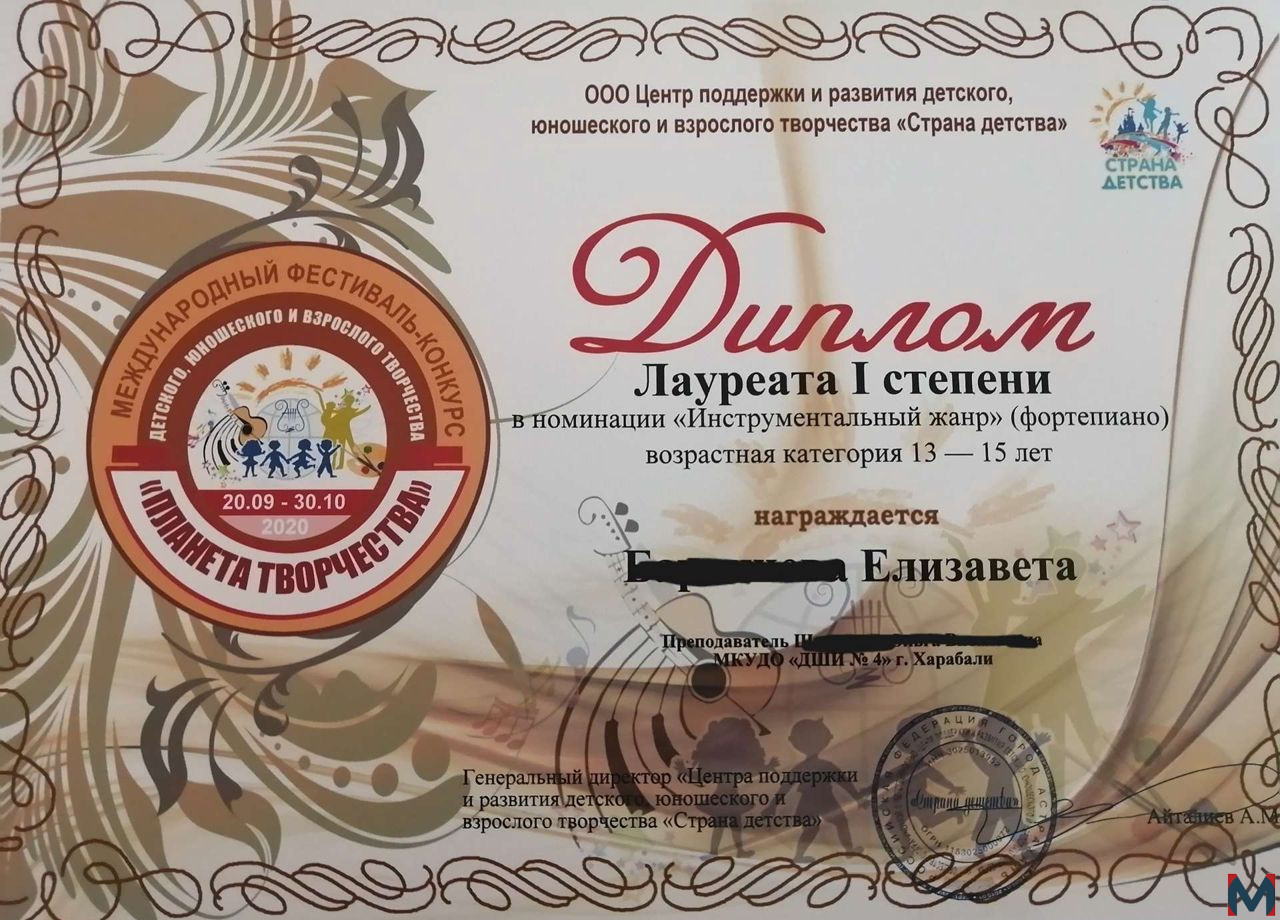 ООО Центр поддержки и развития детского,
юношеского и взрослого творчества «Страна детства»
СТРАНА
ДЕТСТВА
Диплом
Лауреата I степени
в номинации «Инструментальный жанр» (фортепиано)
возрастная категория 13 — 15 лет
МЕЖДУНАРОДНЫЙ ФЕСТИВАЛЬ-КОНКУРС
ДЕТСКОГО, ЮНОШЕСКОГО И ВЗРОСЛОГО ТВОРЧЕСТВА
20.09 - 30.10
2020
«ПЛАНЕТА ТВОРЧЕСТВА»
награждается
Елизавета
Преподаватель
МКУДО «ДШИ № 4» г. Харабали
Генеральный директор «Центра поддержки
и развития детского, юношеского и
взрослого творчества «Страна детства»
«Страна детства»
Айталиев А.М
М